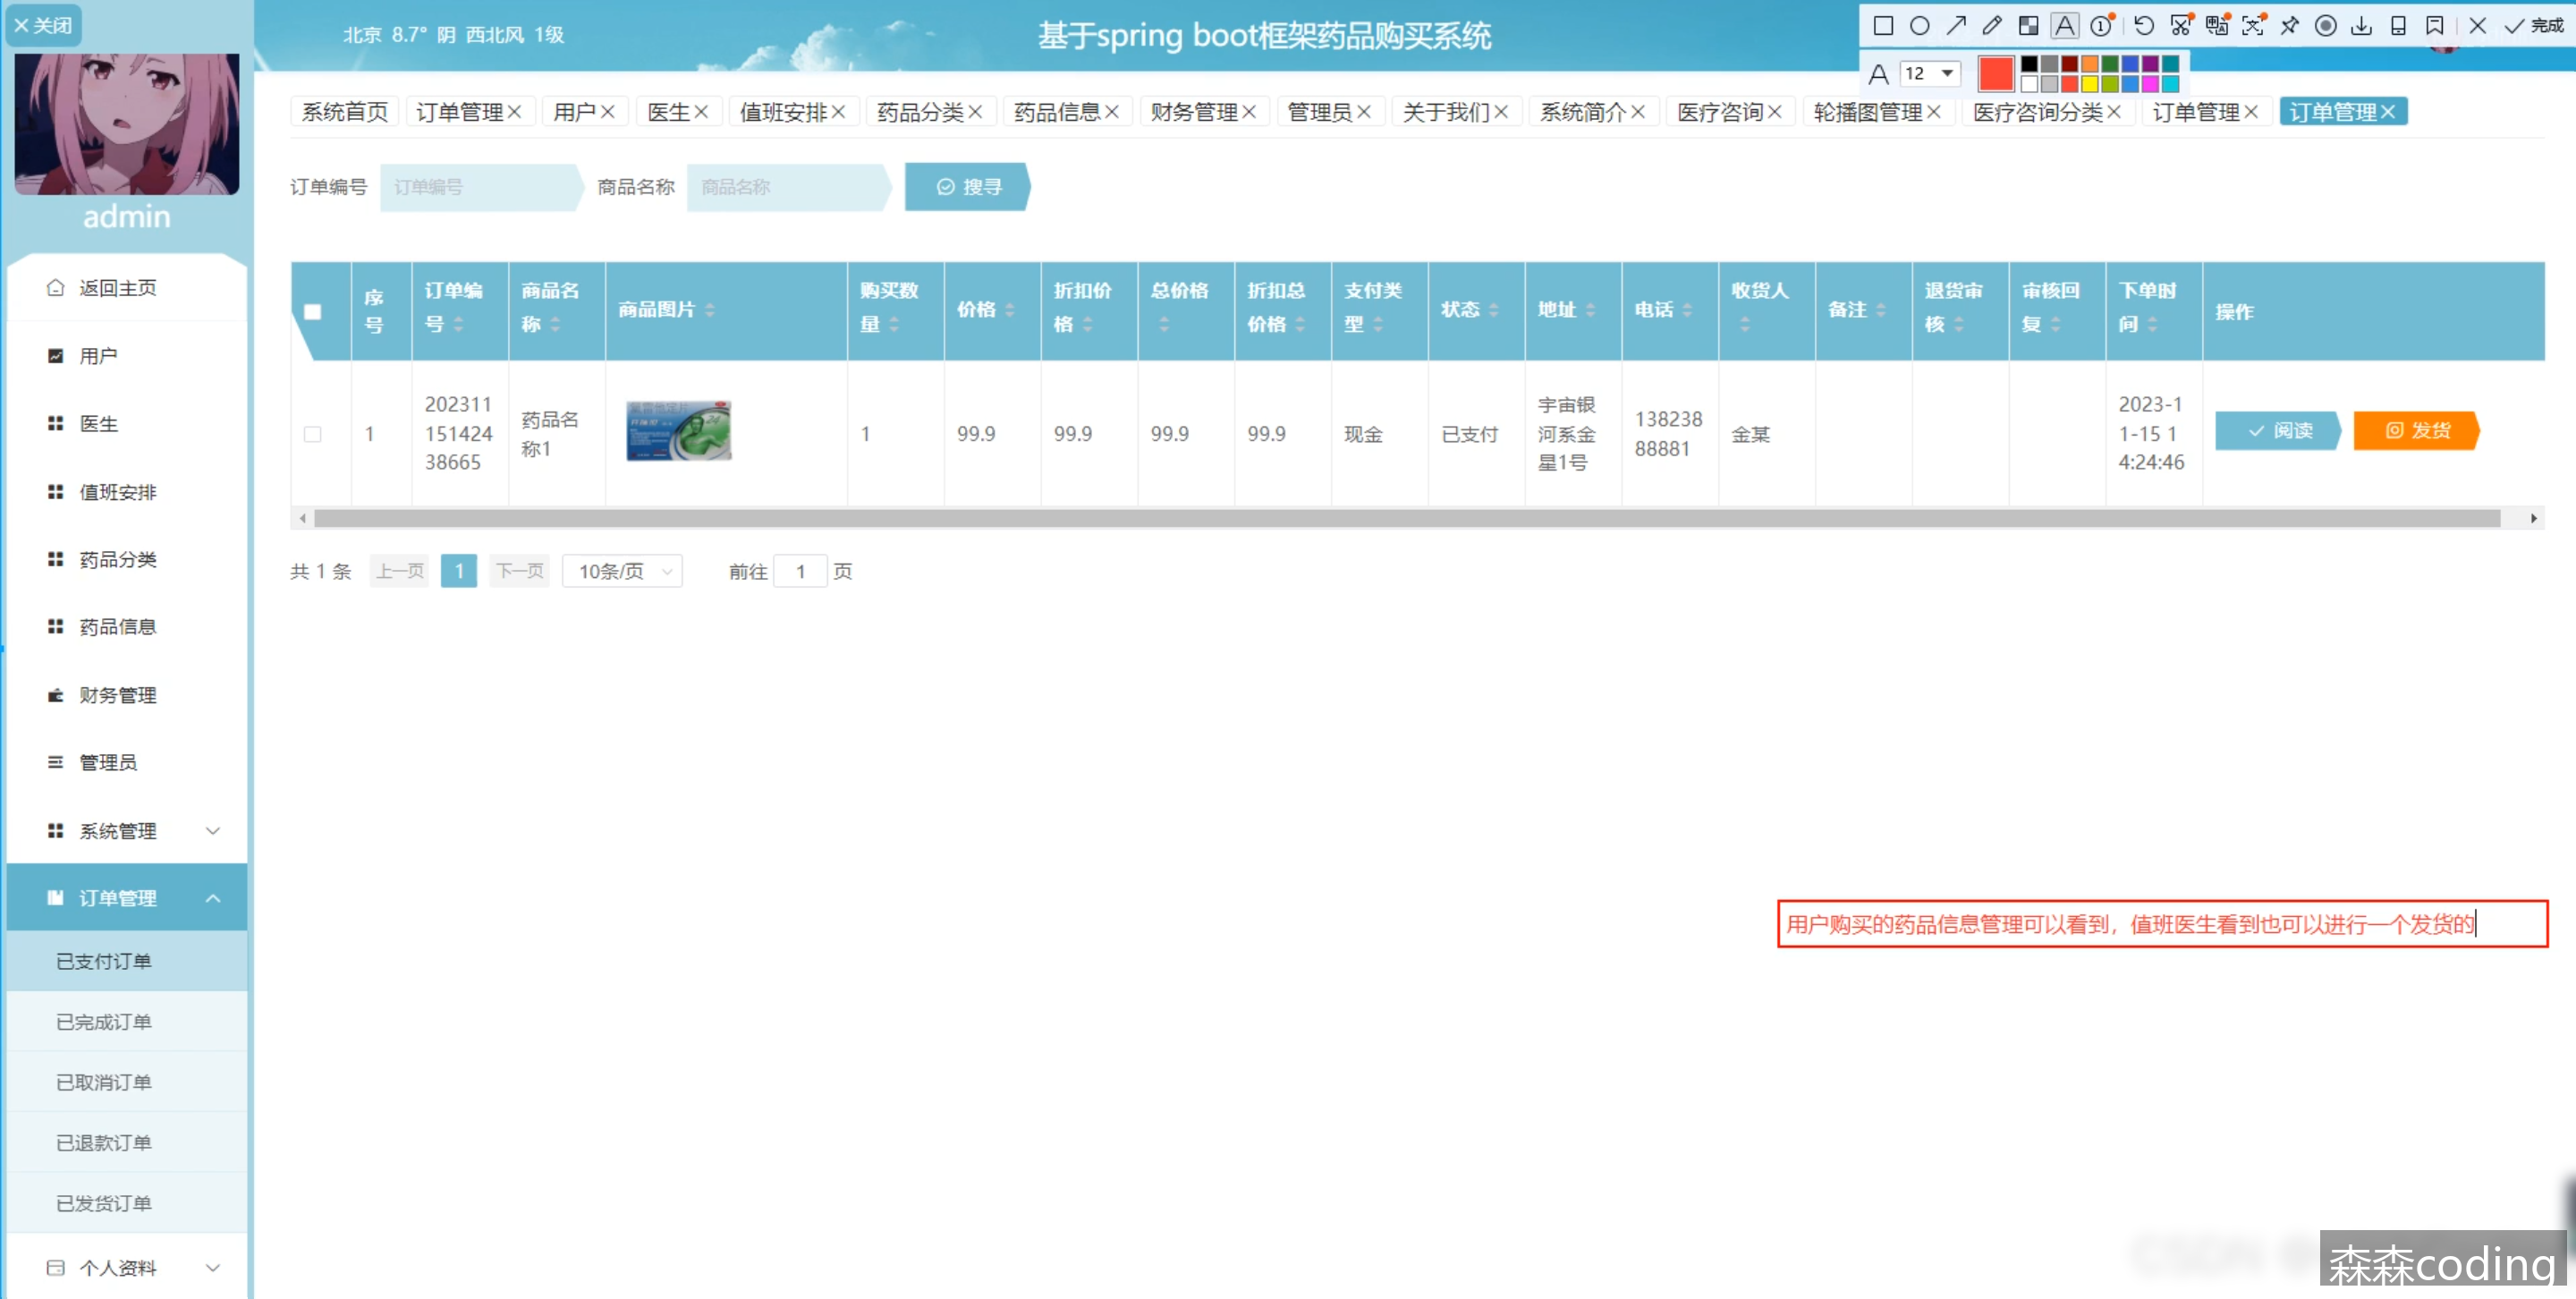 关闭
北京 8.7° 阴 西北风 1级
基于spring boot框架药品购买系统
完成
A 12
admin
系统首页 订单管理 用户 医生 值班安排 药品分类 药品信息 财务管理 管理员 关于我们 系统简介 医疗咨询 轮播图管理 医疗咨询分类 订单管理 订单管理
订单编号 订单编号 商品名称 商品名称 搜寻
返回主页
用户
医生
值班安排
药品分类
药品信息
财务管理
管理员
系统管理
订单管理
已支付订单
已完成订单
已取消订单
已退款订单
已发货订单
个人资料
序号 订单编号 商品名称 商品图片 购买数量 价格 折扣价格 总价格 折扣总价格 支付类型 状态 地址 电话 收货人 备注 退货审核 审核回复 下单时间 操作
1 20231115142438665 药品名称1 1 99.9 99.9 99.9 99.9 现金 已支付 宇宙银河系金星1号 13823888881 金某 2023-11-15 14:24:46 阅读 发货
共 1 条 上一页 1 下一页 10条/页 前往 1 页
用户购买的药品信息管理可以看到，值班医生看到也可以进行一个发货的
森森coding